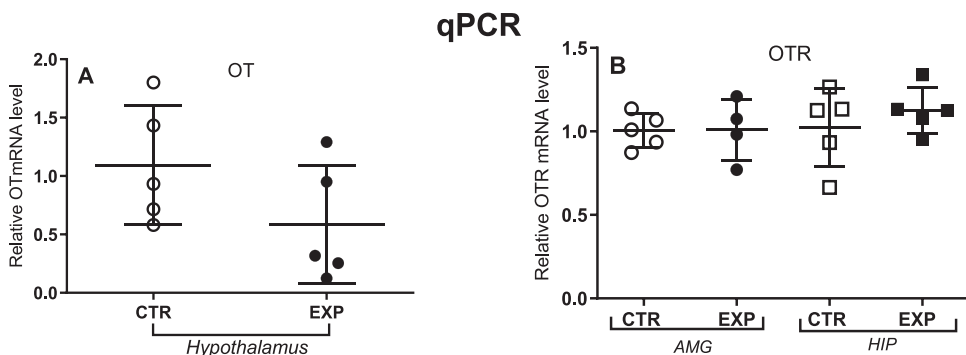 qPCR
A
OT
Relative OTmRNA level
2.0
1.5
1.0
0.5
0.0
CTR EXP
Hypothalamus
B
OTR
Relative OTR mRNA level
1.5
1.0
0.5
0.0
CTR EXP CTR EXP
AMG HIP